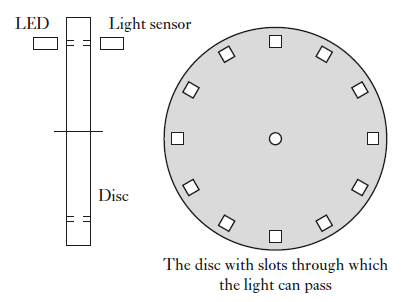 LED
Light sensor
Disc
The disc with slots through which
the light can pass